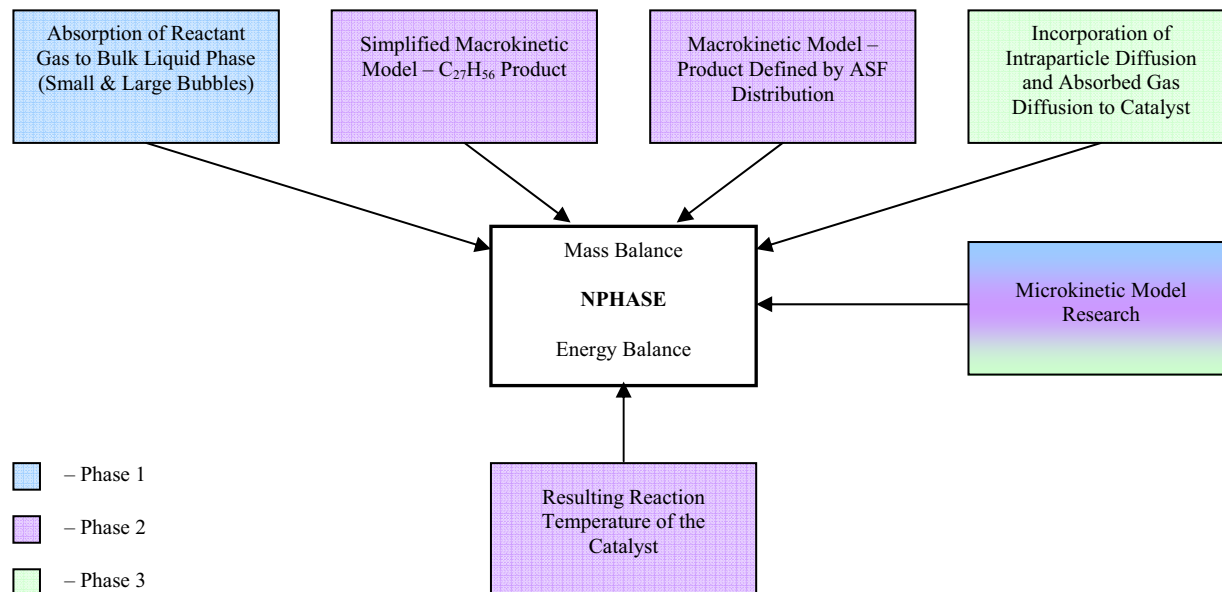 Absorption of Reactant
Gas to Bulk Liquid Phase
(Small & Large Bubbles)
Simplified Macrokinetic
Model – C₂₇H₅₆ Product
Macrokinetic Model –
Product Defined by ASF
Distribution
Incorporation of
Intraparticle Diffusion
and Absorbed Gas
Diffusion to Catalyst
Mass Balance
NPHASE
Energy Balance
Microkinetic Model
Research
Resulting Reaction
Temperature of the
Catalyst
– Phase 1
– Phase 2
– Phase 3